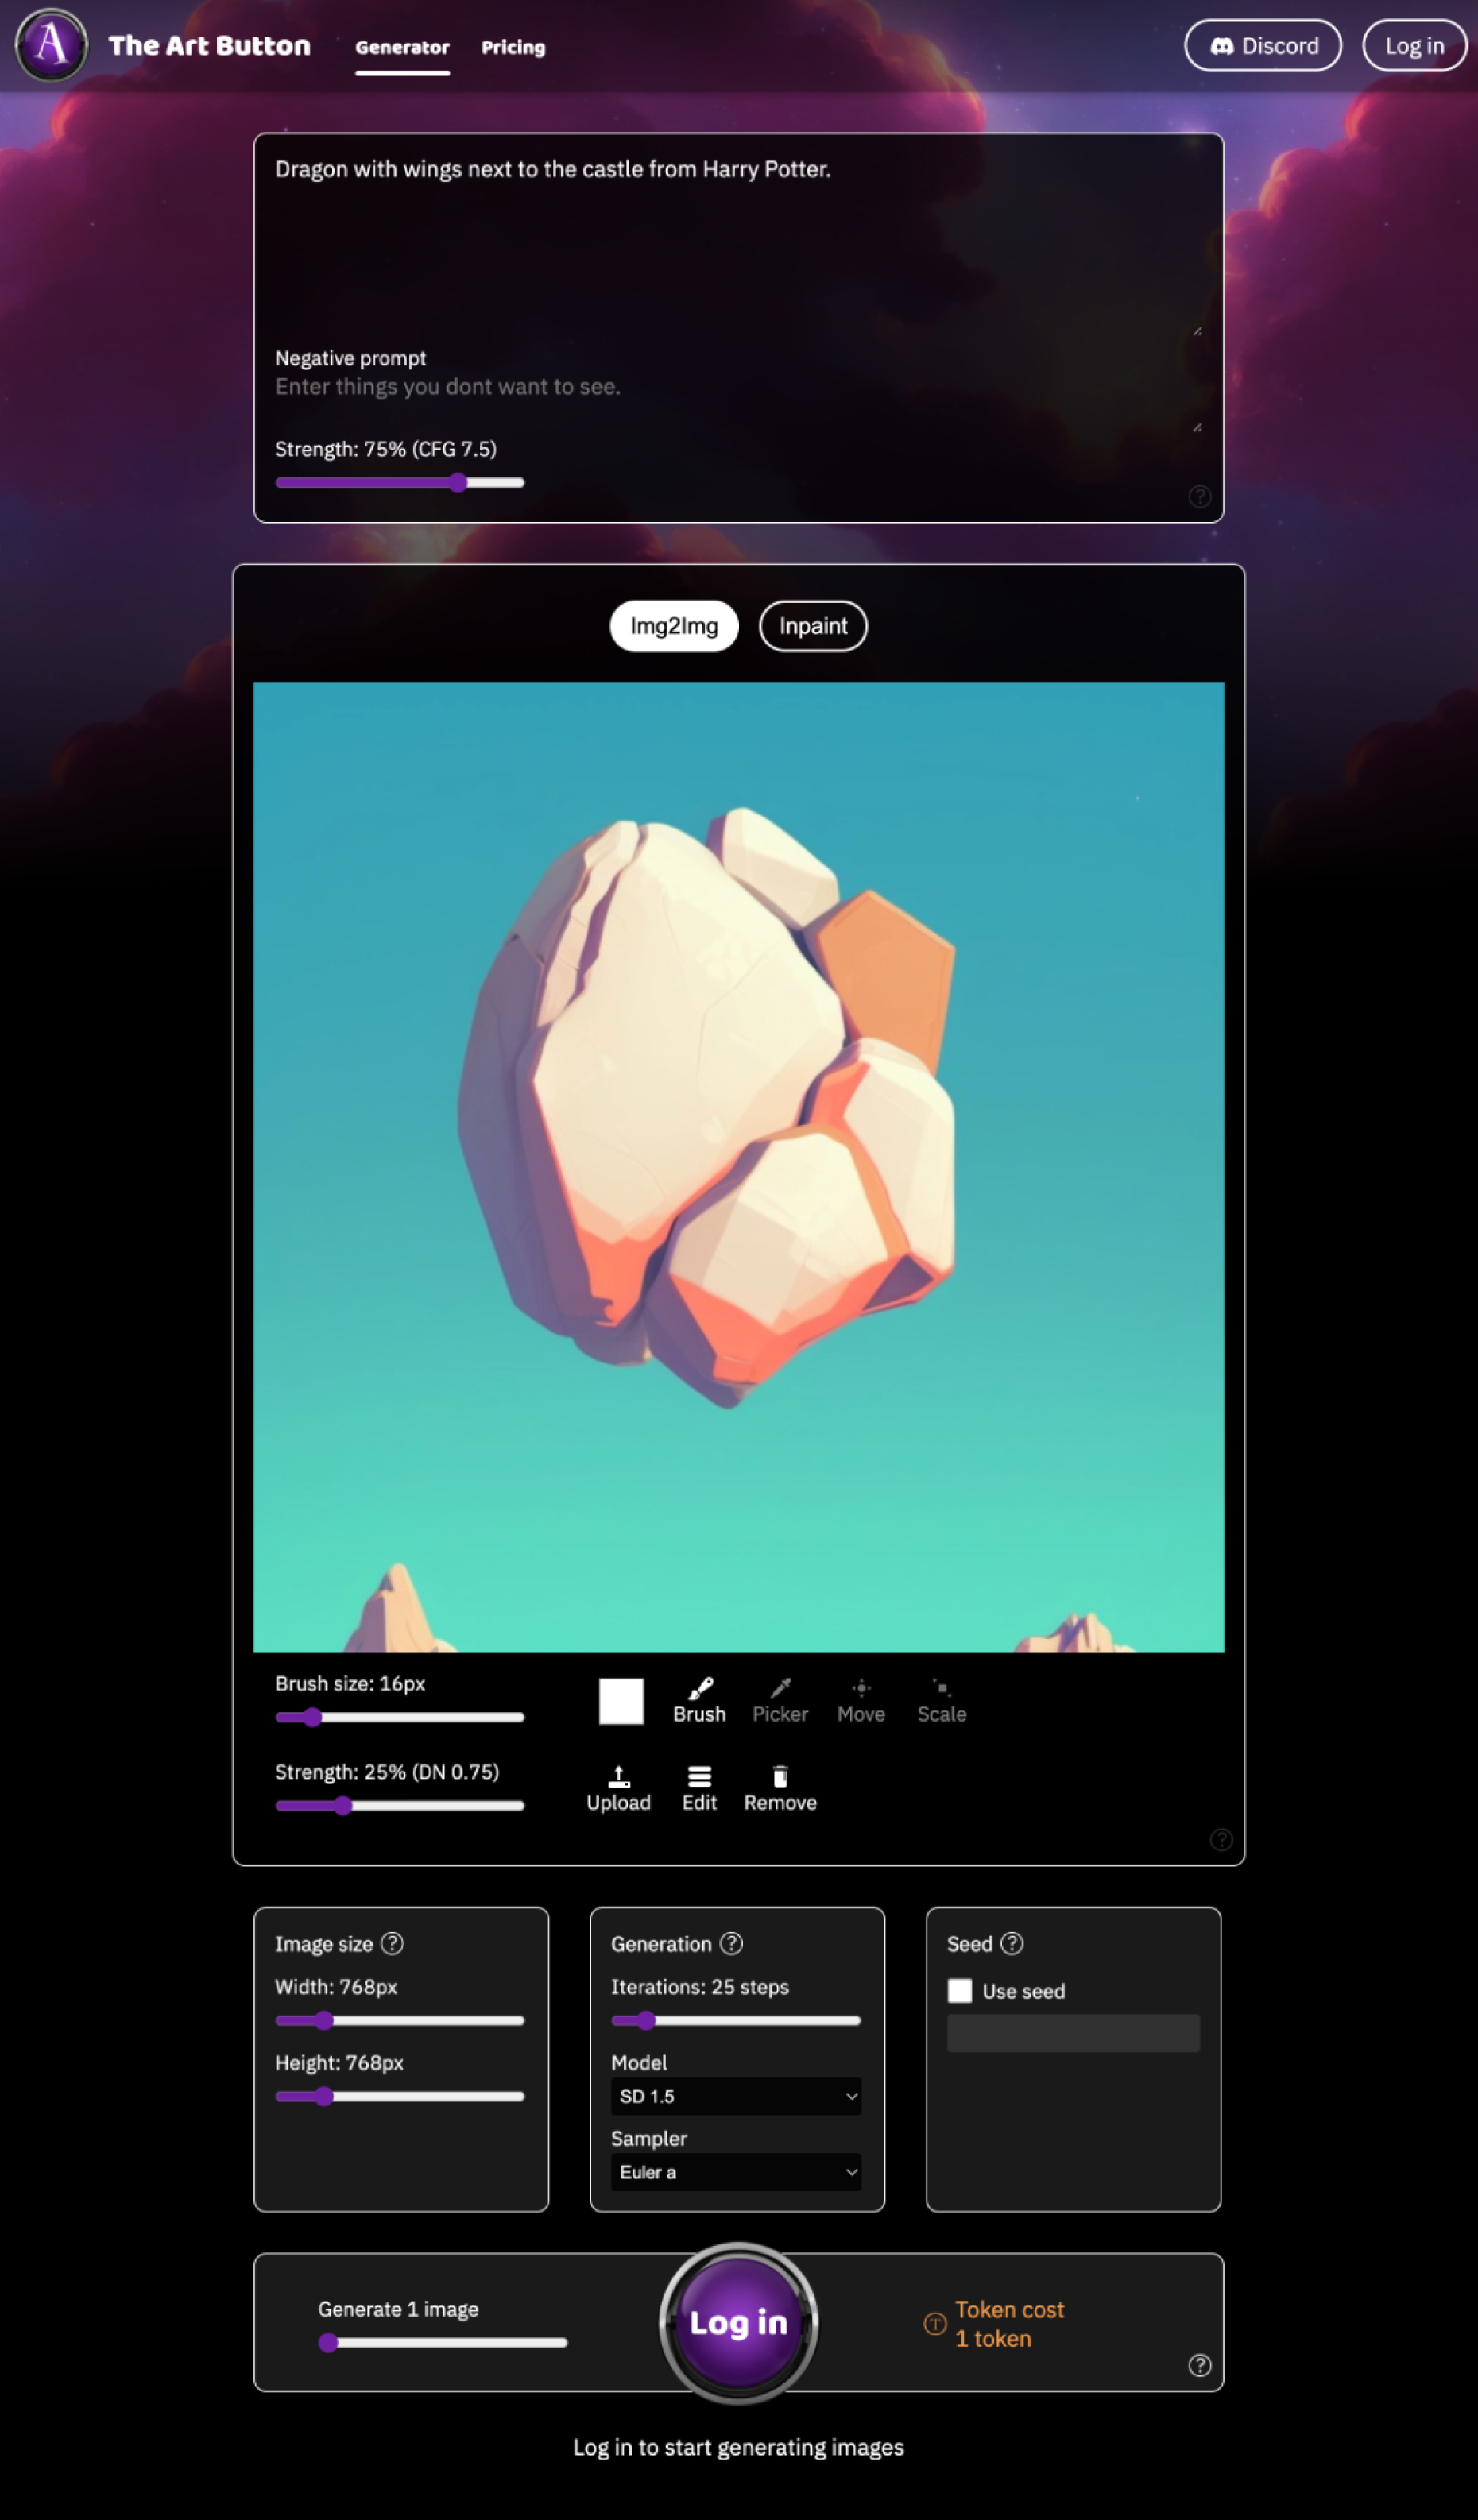 A The Art Button Generator Pricing Discord Log in
Dragon with wings next to the castle from Harry Potter.
Negative prompt
Enter things you dont want to see.
Strength: 75% (CFG 7.5)
?
Img2Img Inpaint
Brush size: 16px
Brush Picker Move Scale
Strength: 25% (DN 0.75)
Upload Edit Remove
?
Image size ?
Width: 768px
Height: 768px
Generation ?
Iterations: 25 steps
Model
SD 1.5
Sampler
Euler a
Seed ?
Use seed
Generate 1 image
Log in
T Token cost
1 token
?
Log in to start generating images